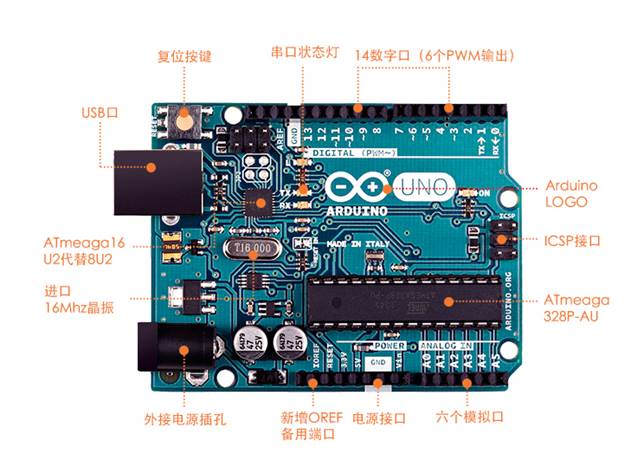 复位按键
串口状态灯
14数字口（6个PWM输出）
USB口
RESET
AREF
GND
13
12
~11
~10
~9
8
7
~6
~5
4
~3
2
TX→1
RX←0
DIGITAL (PWM~)
TX
RX
ARDUINO
UNO
ON
Arduino
LOGO
ICSP
ICSP接口
ATmeaga16
U2代替8U2
T16.000
MADE IN ITALY
进口
16Mhz晶振
ATmeaga
328P-AU
ARDUINO.ORG
47
25V
47
25V
IOREF
RESET
3.3V
5V
POWER
GND
Vin
ANALOG IN
A0
A1
A2
A3
A4
A5
外接电源插孔
新增OREF
备用端口
电源接口
六个模拟口